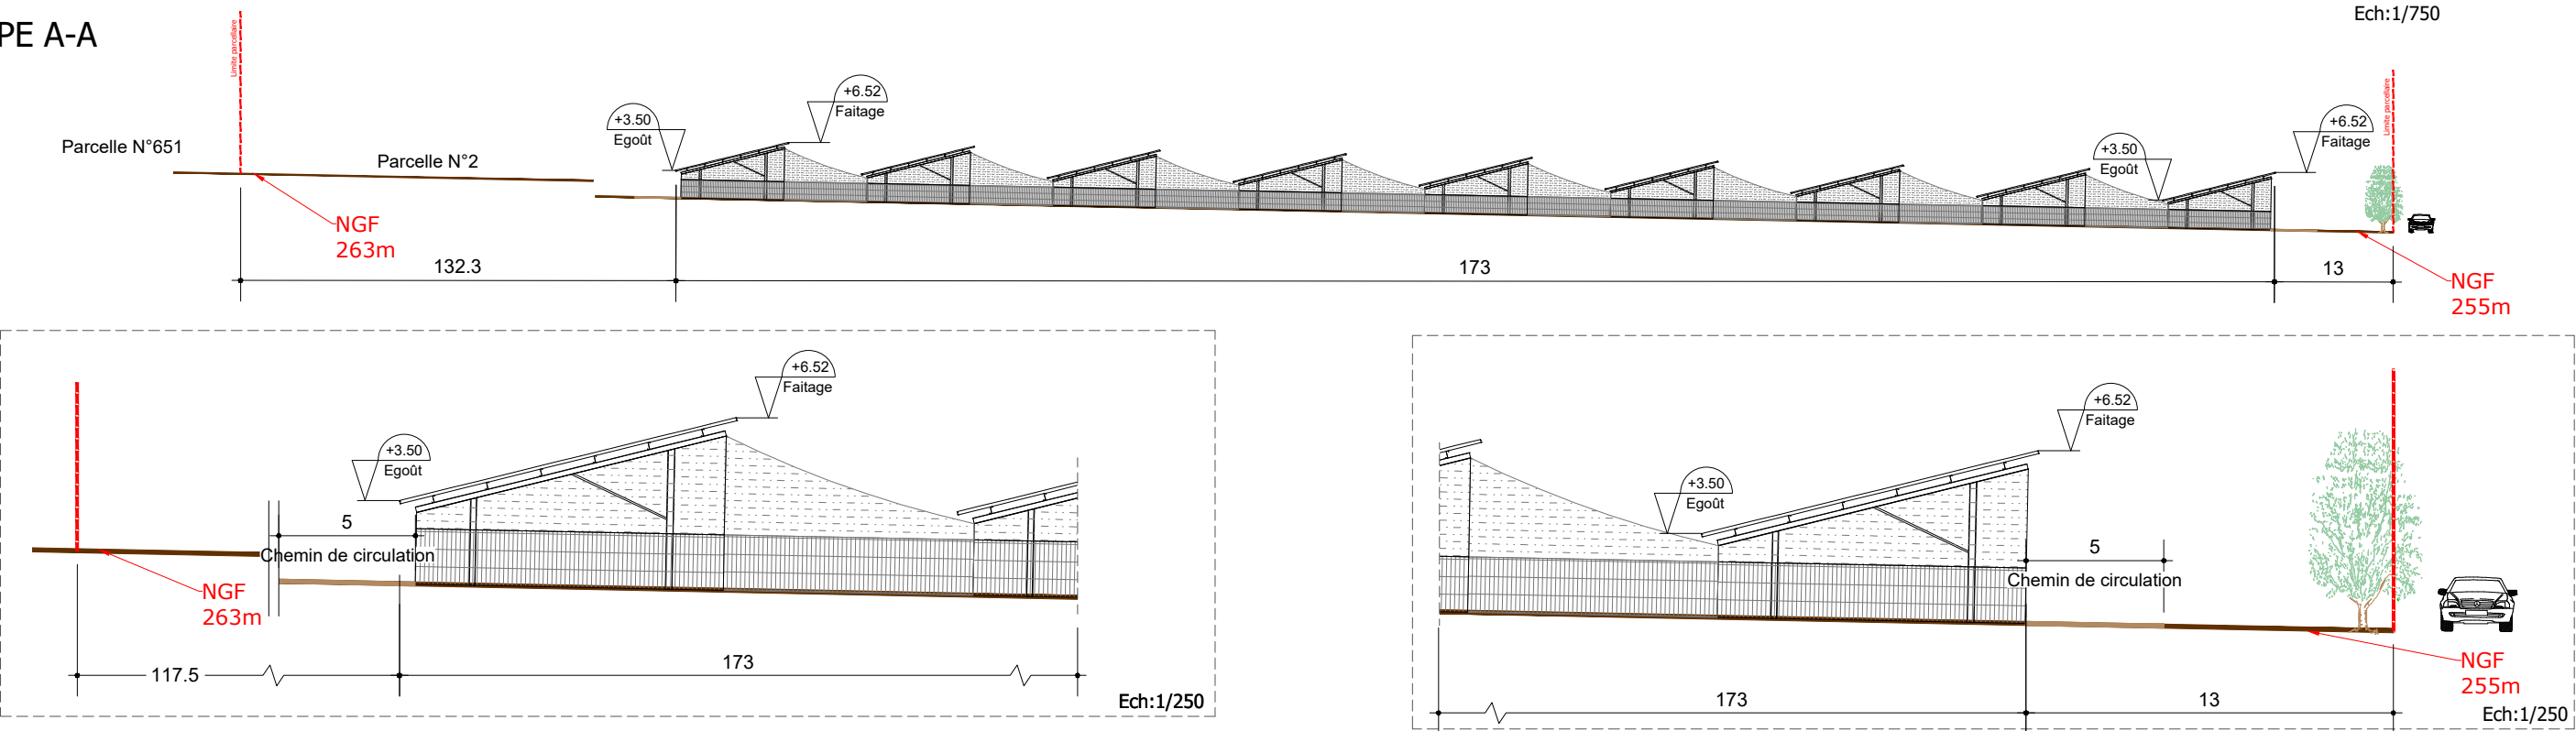 PE A-A
Ech:1/750
Limite parcellaire
Limite parcellaire
+6.52
Faitage
+3.50
Egoût
+6.52
Faitage
+3.50
Egoût
Parcelle N°651
Parcelle N°2
NGF
263m
132.3
173
13
NGF
255m
+6.52
Faitage
+3.50
Egoût
5
Chemin de circulation
NGF
263m
117.5
173
Ech:1/250
+6.52
Faitage
+3.50
Egoût
5
Chemin de circulation
NGF
255m
173
13
Ech:1/250